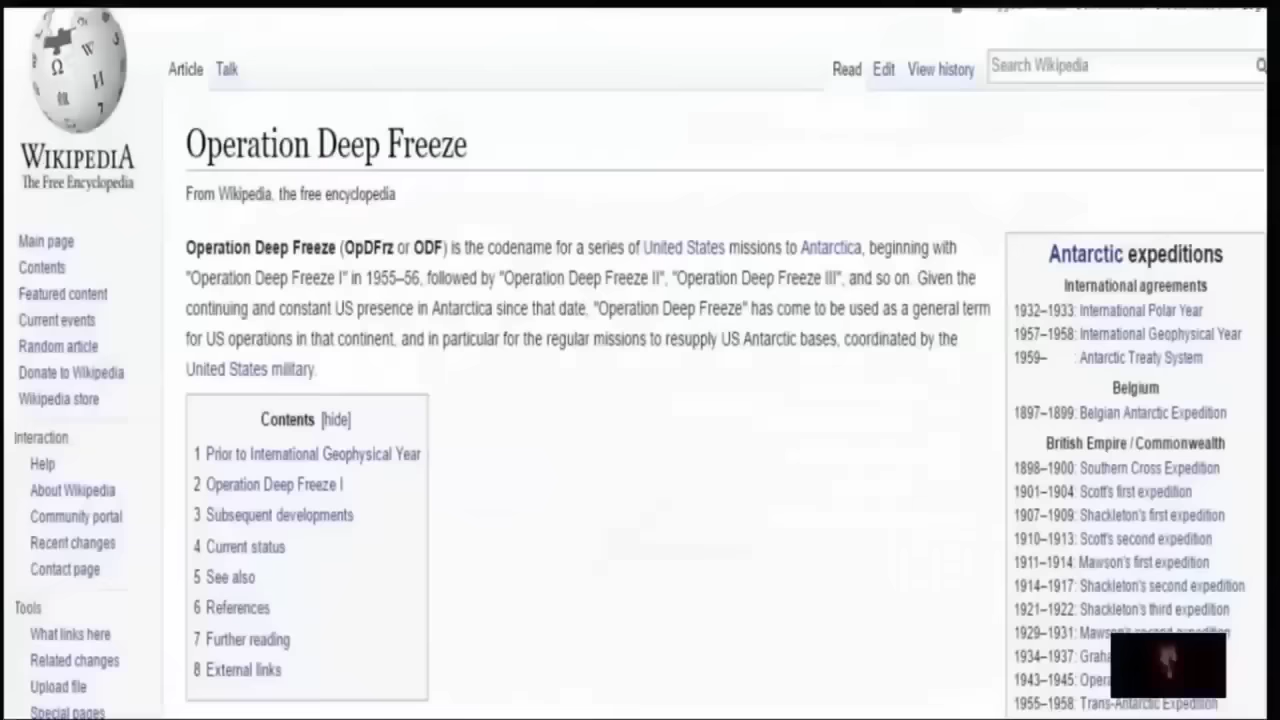 WIKIPEDIA
The Free Encyclopedia
Main page
Contents
Featured content
Current events
Random article
Donate to Wikipedia
Wikipedia store
Interaction
Help
About Wikipedia
Community portal
Recent changes
Contact page
Tools
What links here
Related changes
Upload file
Special pages
Article Talk
Read Edit View history
Search Wikipedia
Operation Deep Freeze
From Wikipedia, the free encyclopedia
Operation Deep Freeze (OpDFrz or ODF) is the codename for a series of United States missions to Antarctica, beginning with
"Operation Deep Freeze I" in 1955–56, followed by "Operation Deep Freeze II", "Operation Deep Freeze III", and so on. Given the
continuing and constant US presence in Antarctica since that date, "Operation Deep Freeze" has come to be used as a general term
for US operations in that continent, and in particular for the regular missions to resupply US Antarctic bases, coordinated by the
United States military.
Contents [hide]
1 Prior to International Geophysical Year
2 Operation Deep Freeze I
3 Subsequent developments
4 Current status
5 See also
6 References
7 Further reading
8 External links
Antarctic expeditions
International agreements
1932–1933: International Polar Year
1957–1958: International Geophysical Year
1959– : Antarctic Treaty System
Belgium
1897–1899: Belgian Antarctic Expedition
British Empire / Commonwealth
1898–1900: Southern Cross Expedition
1901–1904: Scott's first expedition
1907–1909: Shackleton's first expedition
1910–1913: Scott's second expedition
1911–1914: Mawson's first expedition
1914–1917: Shackleton's second expedition
1921–1922: Shackleton's third expedition
1929–1931: Mawson's second expedition
1934–1937:
1943–1945:
1955–1958: Trans-Antarctic Expedition